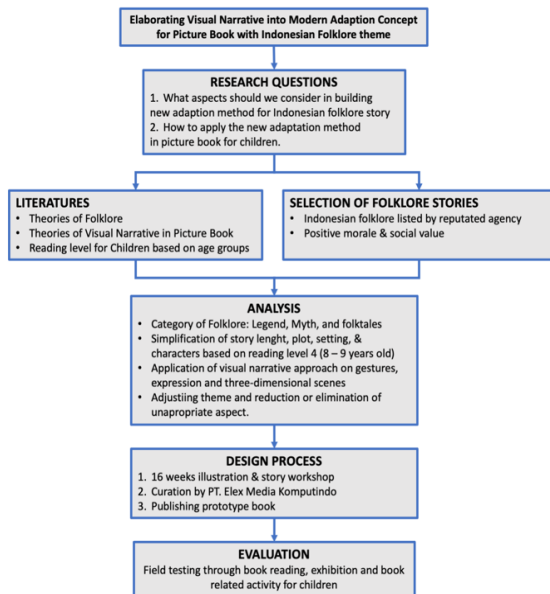 Elaborating Visual Narrative into Modern Adaption Concept
for Picture Book with Indonesian Folklore theme
RESEARCH QUESTIONS
1. What aspects should we consider in building
new adaption method for Indonesian folklore story
2. How to apply the new adaptation method
in picture book for children.
LITERATURES
• Theories of Folklore
• Theories of Visual Narrative in Picture Book
• Reading level for Children based on age groups
SELECTION OF FOLKLORE STORIES
• Indonesian folklore listed by reputated agency
• Positive morale & social value
ANALYSIS
• Category of Folklore: Legend, Myth, and folktales
• Simplification of story lenght, plot, setting, &
characters based on reading level 4 (8 – 9 years old)
• Application of visual narrative approach on gestures,
expression and three-dimensional scenes
• Adjustiing theme and reduction or elimination of
unapropriate aspect.
DESIGN PROCESS
1. 16 weeks illustration & story workshop
2. Curation by PT. Elex Media Komputindo
3. Publishing prototype book
EVALUATION
Field testing through book reading, exhibition and book
related activity for children